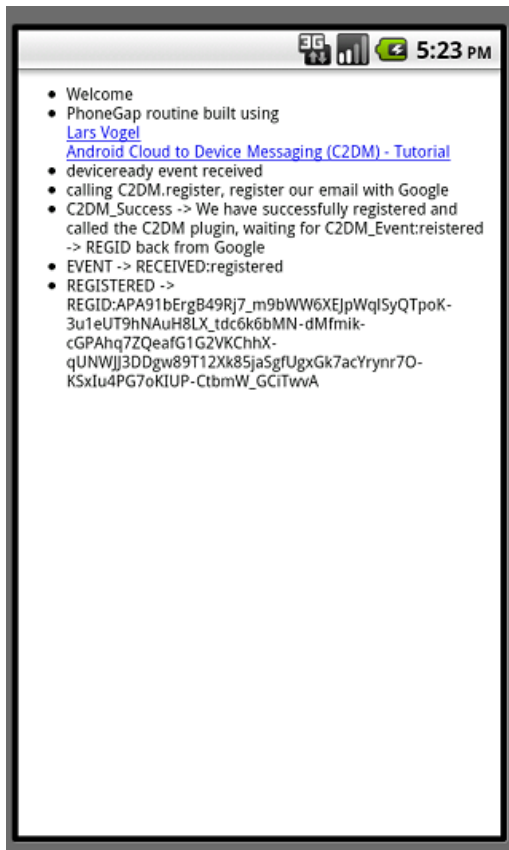 3G 5:23 PM
• Welcome
• PhoneGap routine built using
Lars Vogel
Android Cloud to Device Messaging (C2DM) - Tutorial
• deviceready event received
• calling C2DM.register, register our email with Google
• C2DM_Success -> We have successfully registered and
called the C2DM plugin, waiting for C2DM_Event:reistered
-> REGID back from Google
• EVENT -> RECEIVED:registered
• REGISTERED ->
REGID:APA91bErgB49Rj7_m9bWW6XEJpWqlSyQTpoK-
3u1eUT9hNAuH8LX_tdc6k6bMN-dMfmik-
cGPAhq7ZQeafG1G2VKChhX-
qUNWJJ3DDgw89T12Xk85jaSgfUgxGk7acYrynr7O-
KSxIu4PG7oKIUP-CtbmW_GCiTwvA